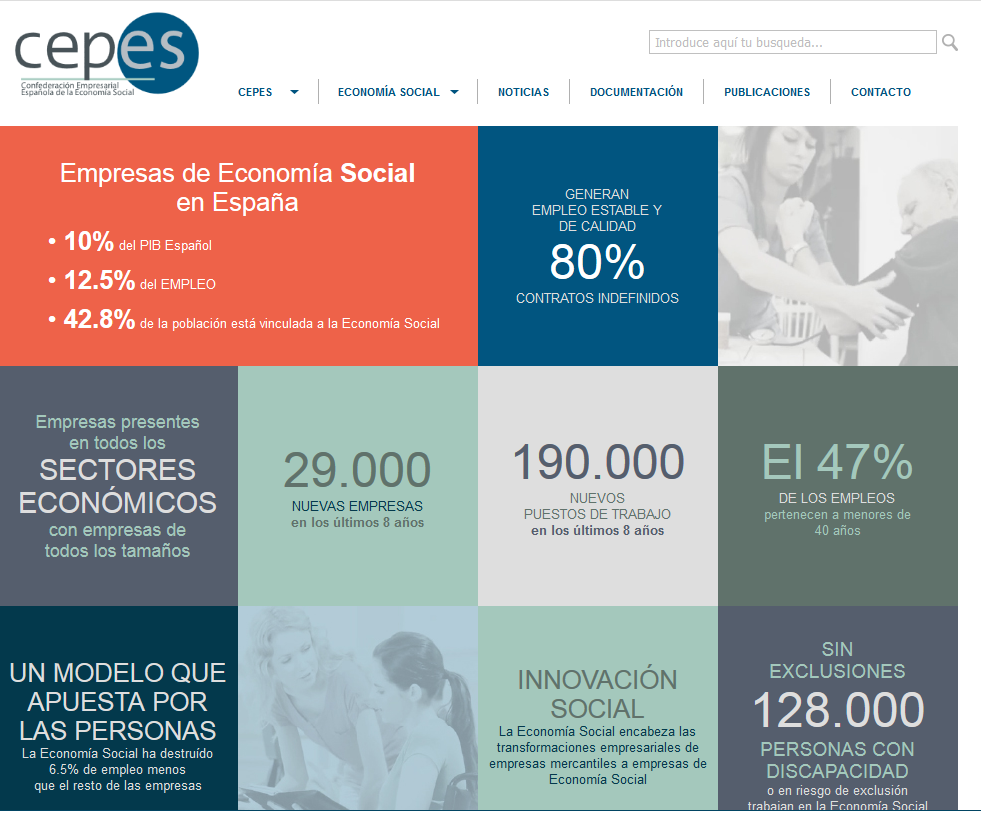 cepes
Confederación Empresarial
Española de la Economía Social
Introduce aquí tu busqueda...
CEPES
ECONOMÍA SOCIAL
NOTICIAS
DOCUMENTACIÓN
PUBLICACIONES
CONTACTO
Empresas de Economía Social
en España
• 10% del PIB Español
• 12.5% del EMPLEO
• 42.8% de la población está vinculada a la Economía Social
GENERAN
EMPLEO ESTABLE Y
DE CALIDAD
80%
CONTRATOS INDEFINIDOS
Empresas presentes
en todos los
SECTORES
ECONÓMICOS
con empresas de
todos los tamaños
29.000
NUEVAS EMPRESAS
en los últimos 8 años
190.000
NUEVOS
PUESTOS DE TRABAJO
en los últimos 8 años
El 47%
DE LOS EMPLEOS
pertenecen a menores de
40 años
UN MODELO QUE
APUESTA POR
LAS PERSONAS
La Economía Social ha destruído
6.5% de empleo menos
que el resto de las empresas
INNOVACIÓN
SOCIAL
La Economía Social encabeza las
transformaciones empresariales de
empresas mercantiles a empresas de
Economía Social
SIN
EXCLUSIONES
128.000
PERSONAS CON
DISCAPACIDAD
o en riesgo de exclusión
trabajan en la Economía Social